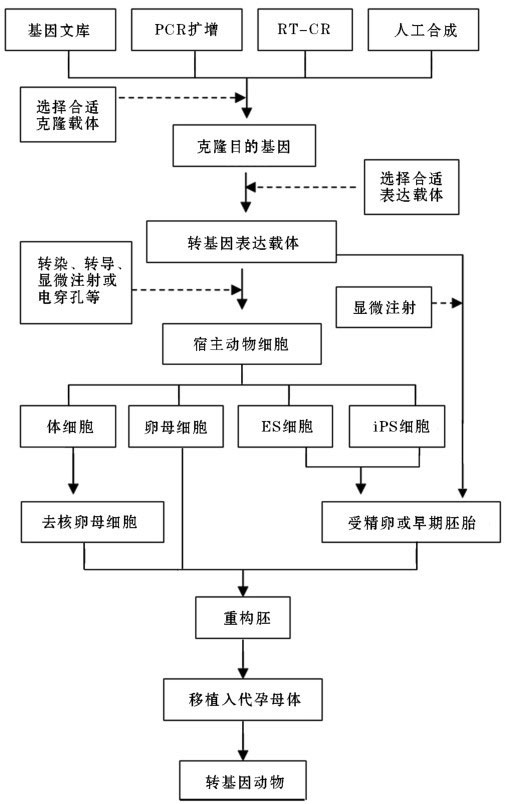 基因文库
PCR扩增
RT-CR
人工合成
选择合适
克隆载体
克隆目的基因
选择合适
表达载体
转基因表达载体
转染、转导、
显微注射或
电穿孔等
显微注射
宿主动物细胞
体细胞
卵母细胞
ES细胞
iPS细胞
去核卵母细胞
受精卵或早期胚胎
重构胚
移植入代孕母体
转基因动物